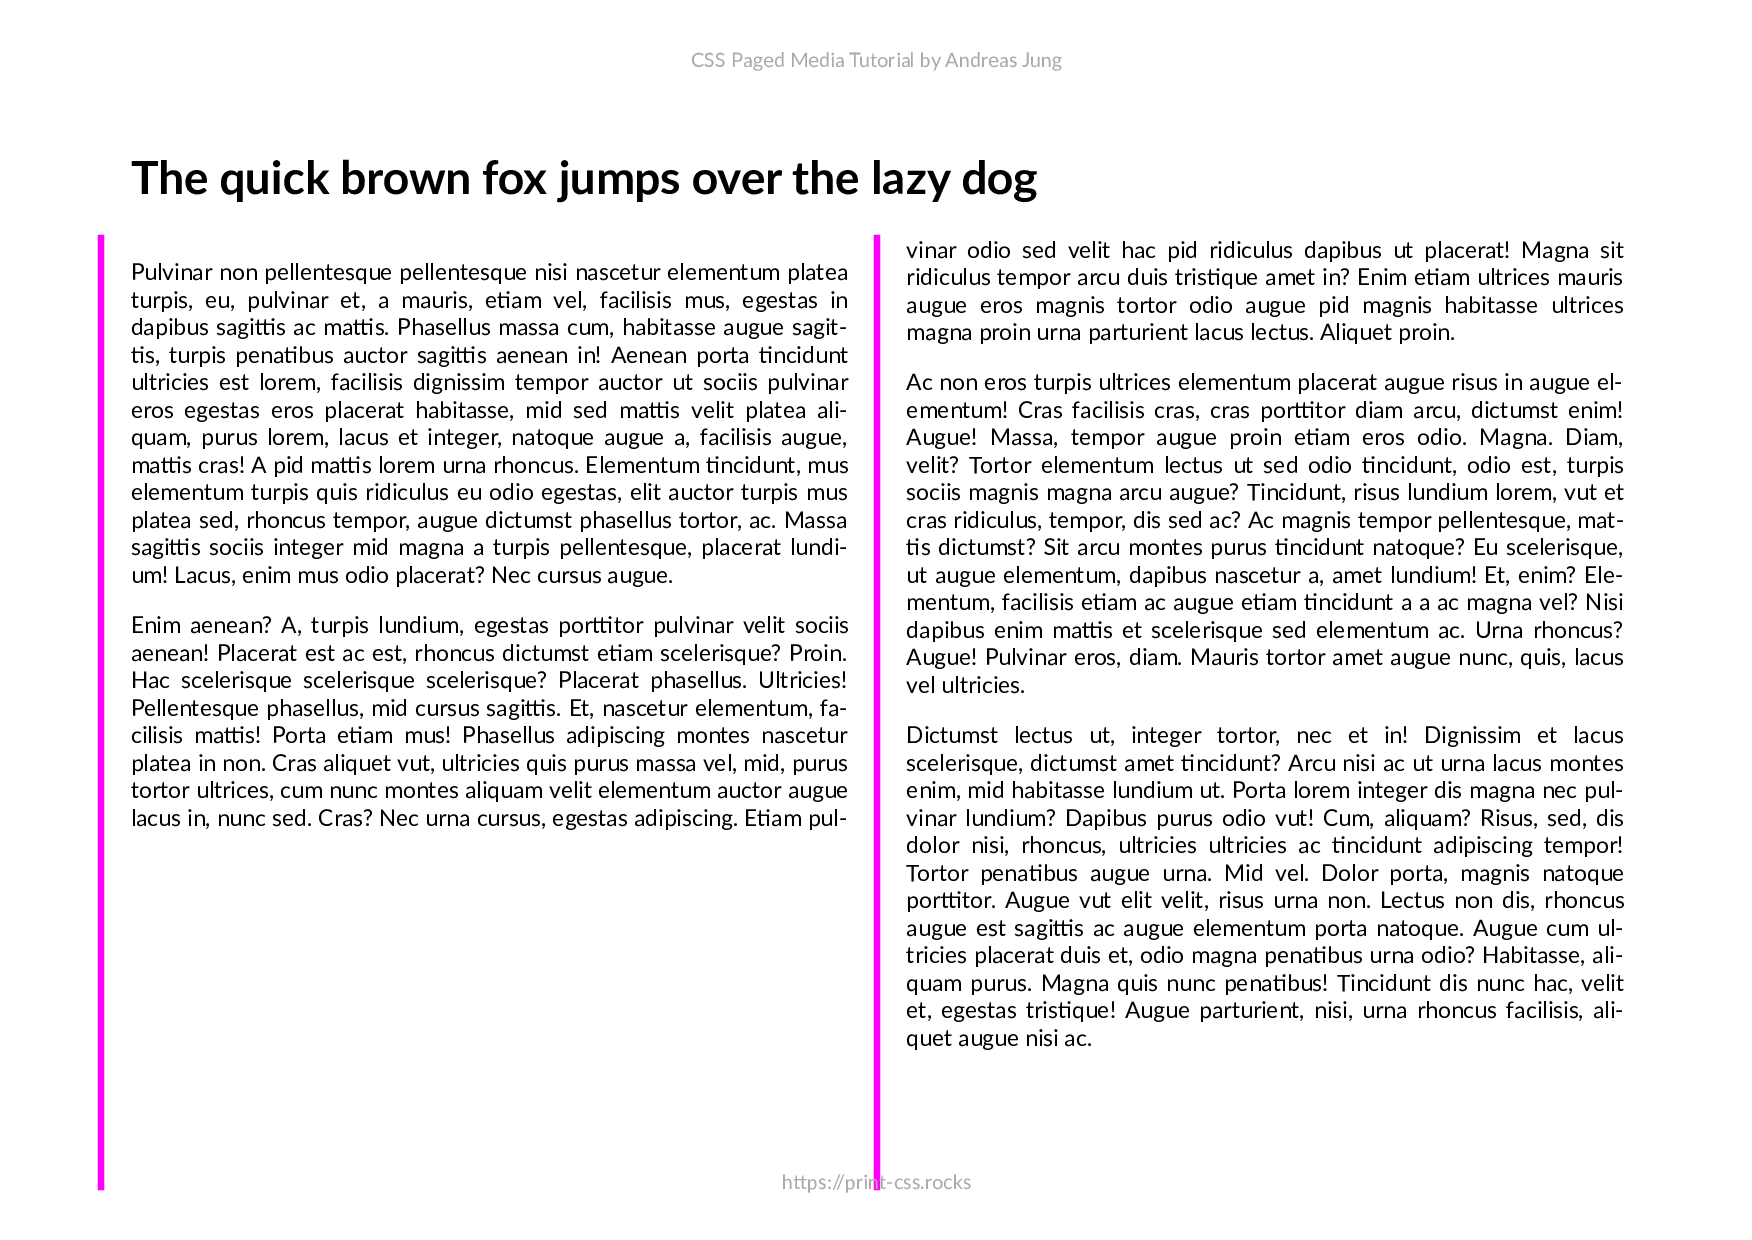 CSS Paged Media Tutorial by Andreas Jung
The quick brown fox jumps over the lazy dog
Pulvinar non pellentesque pellentesque nisi nascetur elementum platea
turpis, eu, pulvinar et, a mauris, etiam vel, facilisis mus, egestas in
dapibus sagittis ac mattis. Phasellus massa cum, habitasse augue sagit-
tis, turpis penatibus auctor sagittis aenean in! Aenean porta tincidunt
ultricies est lorem, facilisis dignissim tempor auctor ut sociis pulvinar
eros egestas eros placerat habitasse, mid sed mattis velit platea ali-
quam, purus lorem, lacus et integer, natoque augue a, facilisis augue,
mattis cras! A pid mattis lorem urna rhoncus. Elementum tincidunt, mus
elementum turpis quis ridiculus eu odio egestas, elit auctor turpis mus
platea sed, rhoncus tempor, augue dictumst phasellus tortor, ac. Massa
sagittis sociis integer mid magna a turpis pellentesque, placerat lundi-
um! Lacus, enim mus odio placerat? Nec cursus augue.
Enim aenean? A, turpis lundium, egestas porttitor pulvinar velit sociis
aenean! Placerat est ac est, rhoncus dictumst etiam scelerisque? Proin.
Hac scelerisque scelerisque scelerisque? Placerat phasellus. Ultricies!
Pellentesque phasellus, mid cursus sagittis. Et, nascetur elementum, fa-
cilisis mattis! Porta etiam mus! Phasellus adipiscing montes nascetur
platea in non. Cras aliquet vut, ultricies quis purus massa vel, mid, purus
tortor ultrices, cum nunc montes aliquam velit elementum auctor augue
lacus in, nunc sed. Cras? Nec urna cursus, egestas adipiscing. Etiam pul-
vinar odio sed velit hac pid ridiculus dapibus ut placerat! Magna sit
ridiculus tempor arcu duis tristique amet in? Enim etiam ultrices mauris
augue eros magnis tortor odio augue pid magnis habitasse ultrices
magna proin urna parturient lacus lectus. Aliquet proin.
Ac non eros turpis ultrices elementum placerat augue risus in augue el-
ementum! Cras facilisis cras, cras porttitor diam arcu, dictumst enim!
Augue! Massa, tempor augue proin etiam eros odio. Magna. Diam,
velit? Tortor elementum lectus ut sed odio tincidunt, odio est, turpis
sociis magnis magna arcu augue? Tincidunt, risus lundium lorem, vut et
cras ridiculus, tempor, dis sed ac? Ac magnis tempor pellentesque, mat-
tis dictumst? Sit arcu montes purus tincidunt natoque? Eu scelerisque,
ut augue elementum, dapibus nascetur a, amet lundium! Et, enim? Ele-
mentum, facilisis etiam ac augue etiam tincidunt a a ac magna vel? Nisi
dapibus enim mattis et scelerisque sed elementum ac. Urna rhoncus?
Augue! Pulvinar eros, diam. Mauris tortor amet augue nunc, quis, lacus
vel ultricies.
Dictumst lectus ut, integer tortor, nec et in! Dignissim et lacus
scelerisque, dictumst amet tincidunt? Arcu nisi ac ut urna lacus montes
enim, mid habitasse lundium ut. Porta lorem integer dis magna nec pul-
vinar lundium? Dapibus purus odio vut! Cum, aliquam? Risus, sed, dis
dolor nisi, rhoncus, ultricies ultricies ac tincidunt adipiscing tempor!
Tortor penatibus augue urna. Mid vel. Dolor porta, magnis natoque
porttitor. Augue vut elit velit, risus urna non. Lectus non dis, rhoncus
augue est sagittis ac augue elementum porta natoque. Augue cum ul-
tricies placerat duis et, odio magna penatibus urna odio? Habitasse, ali-
quam purus. Magna quis nunc penatibus! Tincidunt dis nunc hac, velit
et, egestas tristique! Augue parturient, nisi, urna rhoncus facilisis, ali-
quet augue nisi ac.
https://print-css.rocks